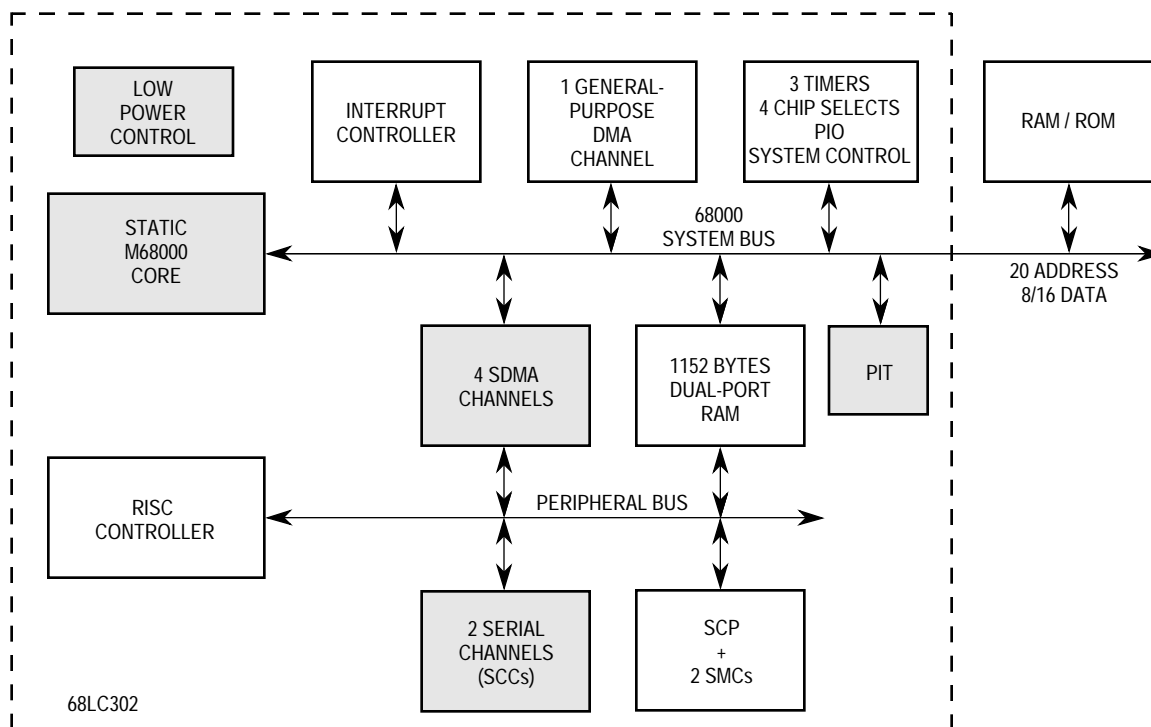 LOW
POWER
CONTROL
INTERRUPT
CONTROLLER
1 GENERAL-
PURPOSE
DMA
CHANNEL
3 TIMERS
4 CHIP SELECTS
PIO
SYSTEM CONTROL
RAM / ROM
STATIC
M68000
CORE
68000
SYSTEM BUS
20 ADDRESS
8/16 DATA
4 SDMA
CHANNELS
1152 BYTES
DUAL-PORT
RAM
PIT
RISC
CONTROLLER
PERIPHERAL BUS
2 SERIAL
CHANNELS
(SCCs)
SCP
+
2 SMCs
68LC302